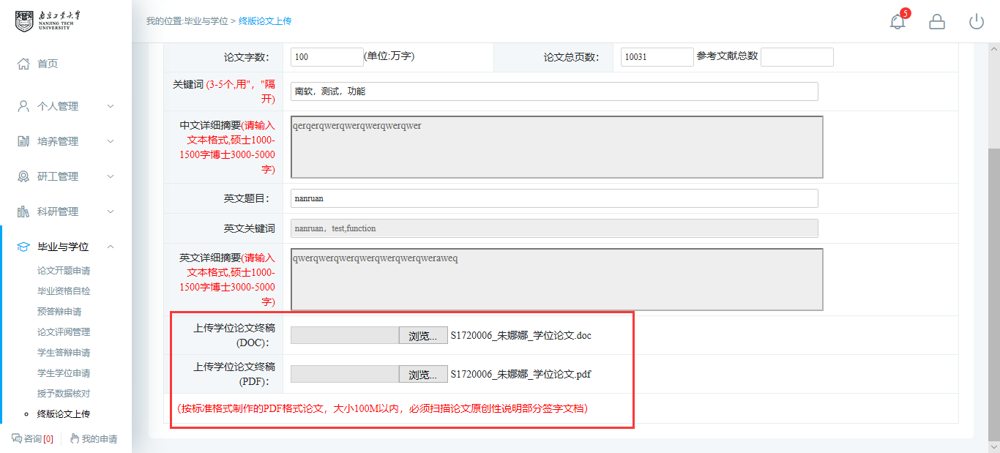 南京工业大学
NANJING TECH
UNIVERSITY
我的位置:毕业与学位 > 终版论文上传
5
首页
个人管理
培养管理
研工管理
科研管理
毕业与学位
论文开题申请
毕业资格自检
预答辩申请
论文评阅管理
学生答辩申请
学生学位申请
授予数据核对
终版论文上传
咨询[0]
我的申请
论文字数： 100 (单位:万字) 论文总页数： 10031 参考文献总数
关键词 (3-5个,用"，"隔
开)
南软，测试，功能
中文详细摘要(请输入
文本格式,硕士1000-
1500字博士3000-5000
字)
qerqerqwerqwerqwerqwerqwer
英文题目： nanruan
英文关键词 nanruan，test,function
英文详细摘要(请输入
文本格式,硕士1000-
1500字博士3000-5000
字)
qwerqwerqwerqwerqwerqwerqweraweq
上传学位论文终稿
(DOC)：
浏览... S1720006_朱娜娜_学位论文.doc
上传学位论文终稿
(PDF)：
浏览... S1720006_朱娜娜_学位论文.pdf
（按标准格式制作的PDF格式论文，大小100M以内，必须扫描论文原创性说明部分签字文档）